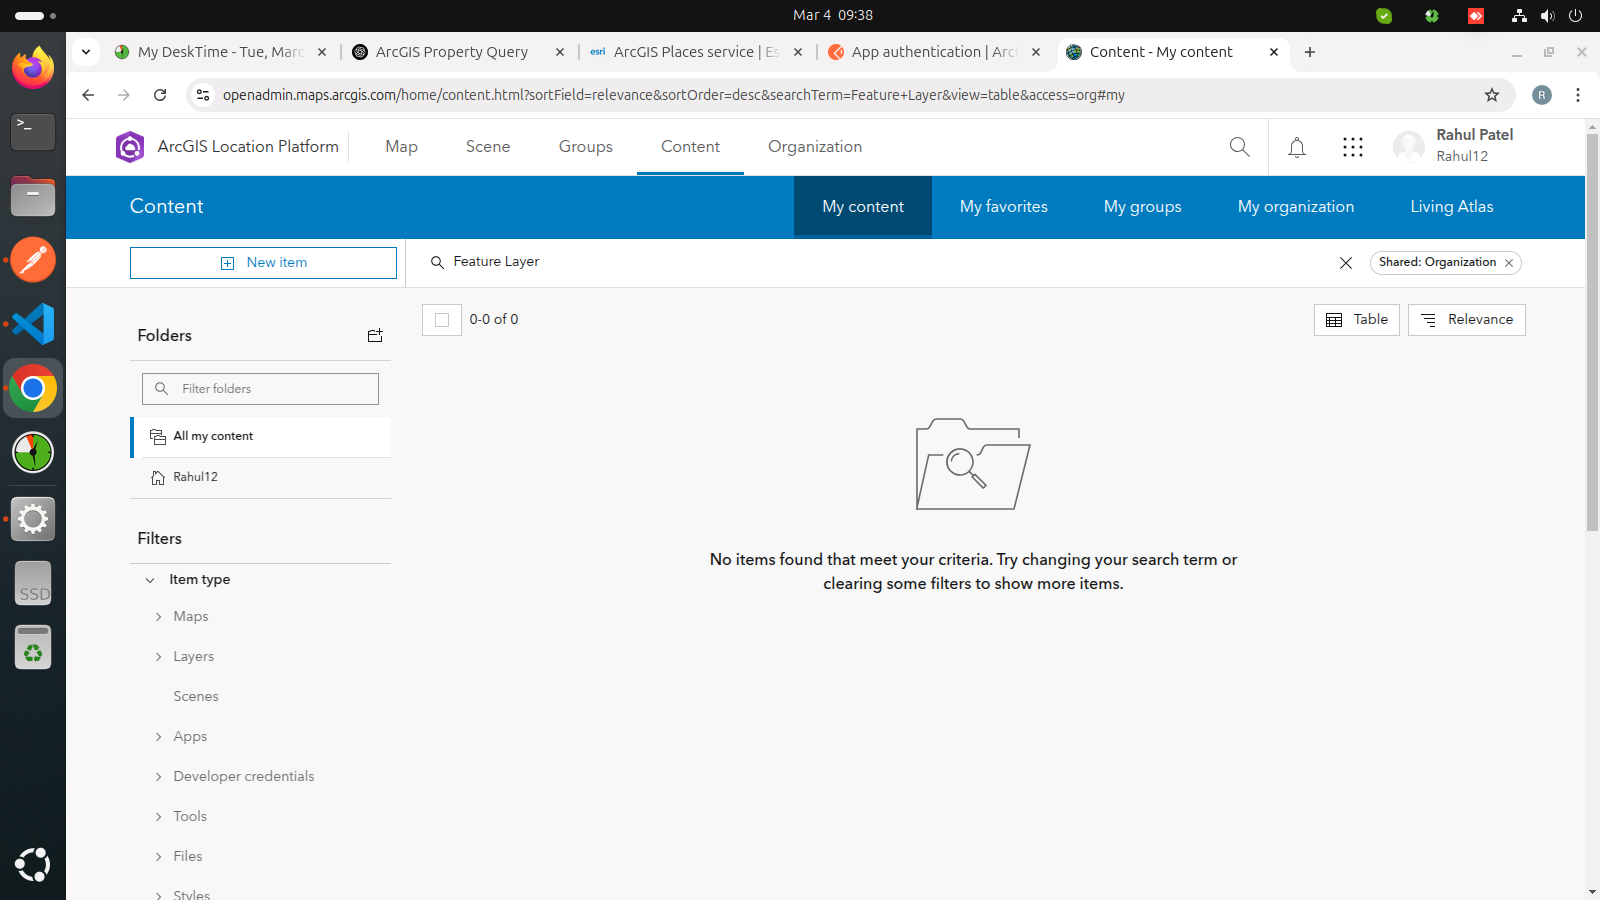 Mar 4 09:38
My DeskTime - Tue, Marc
ArcGIS Property Query
esri
ArcGIS Places service | Es
App authentication | Arc
Content - My content
openadmin.maps.arcgis.com/home/content.html?sortField=relevance&sortOrder=desc&searchTerm=Feature+Layer&view=table&access=org#my
R
ArcGIS Location Platform
Map
Scene
Groups
Content
Organization
Rahul Patel
Rahul12
Content
My content
My favorites
My groups
My organization
Living Atlas
New item
Feature Layer
Shared: Organization
Folders
0-0 of 0
Table
Relevance
Filter folders
All my content
Rahul12
No items found that meet your criteria. Try changing your search term or
clearing some filters to show more items.
Filters
Item type
Maps
Layers
Scenes
Apps
Developer credentials
Tools
Files
Styles
SSD